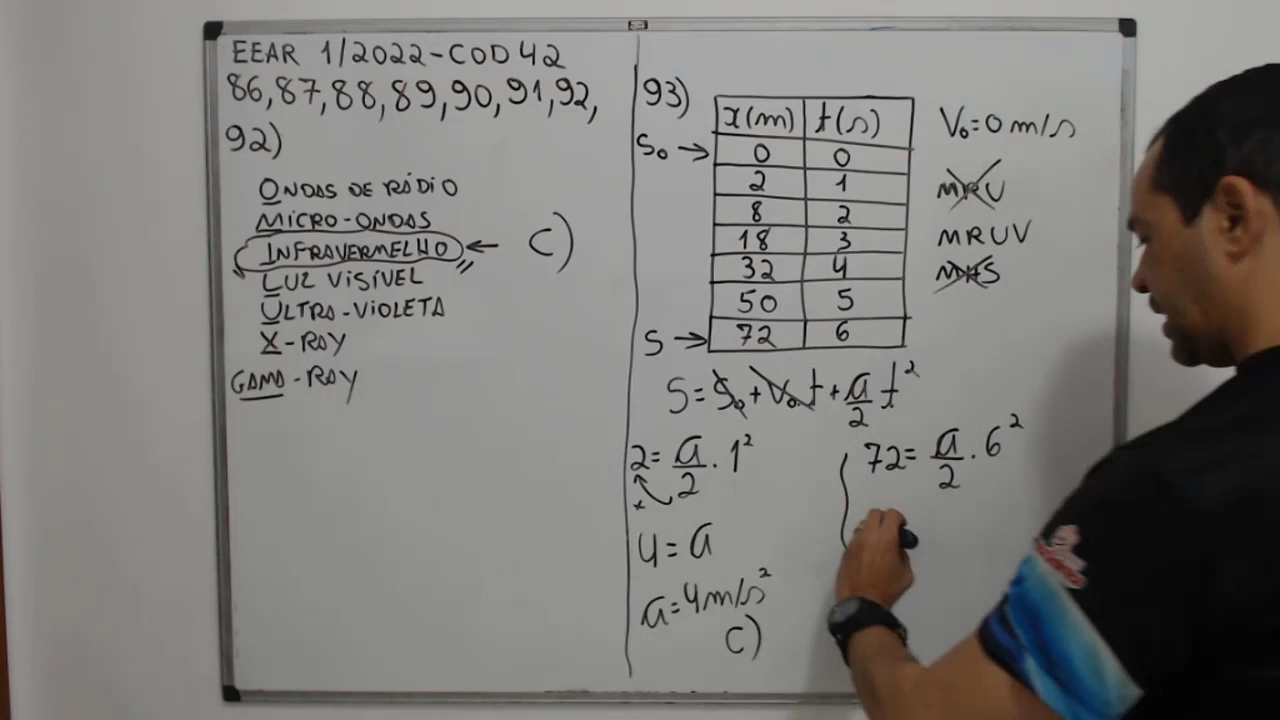 EEAR 1/2022-COD 42
86,87,88,89,90,91,92,
92)
ONDAS DE RÁDIO
MICRO-ONDAS
INFRAVERMELHO ← C)
LUZ VISÍVEL
ULTRA-VIOLETA
X-RAY
GAMA-RAY
93)
x(m) t(s)
S₀ → 0 0
2 1
8 2
18 3
32 4
50 5
S → 72 6
V₀=0m/s
MRU
MRUV
MHS
S=S₀+V₀t+a/2 t²
2=a/2 . 1²
x
4=a
a=4m/s²
C)
72=a/2 . 6²